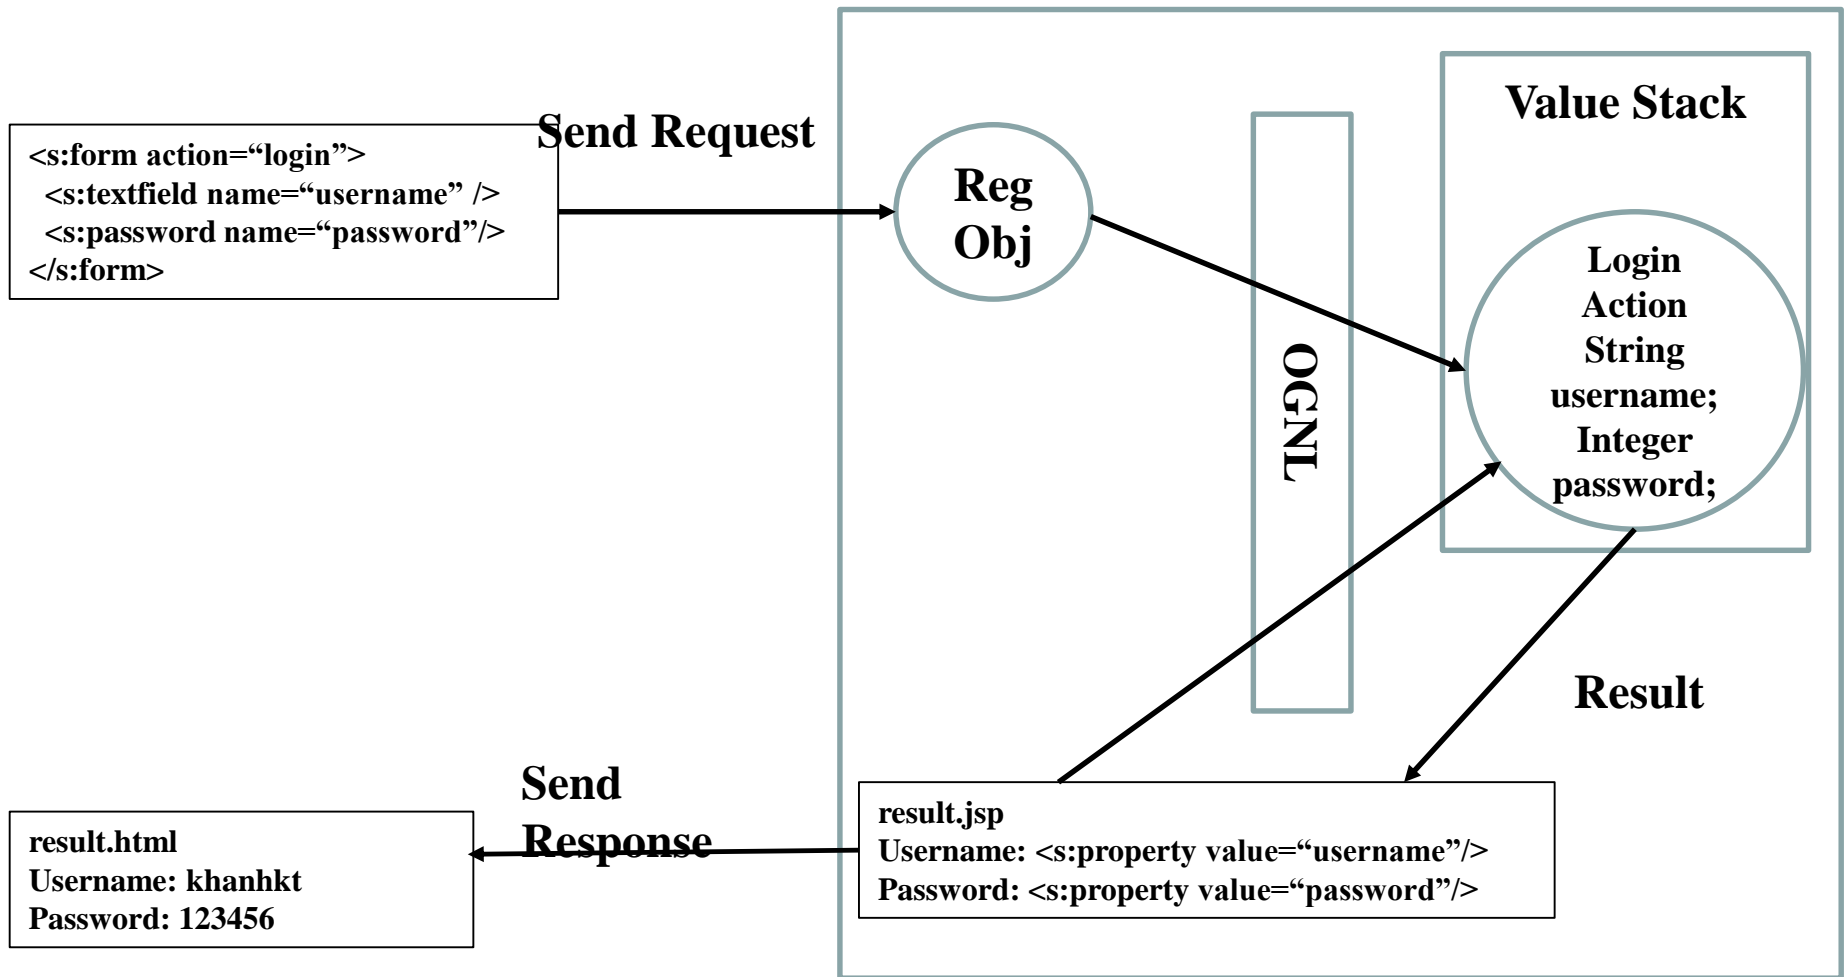 <s:form action=“login”>
<s:textfield name=“username” />
<s:password name=“password”/>
</s:form>
Send Request
Reg
Obj
OGNL
Value Stack
Login
Action
String
username;
Integer
password;
Result
result.jsp
Username: <s:property value=“username”/>
Password: <s:property value=“password”/>
Send
Response
result.html
Username: khanhkt
Password: 123456